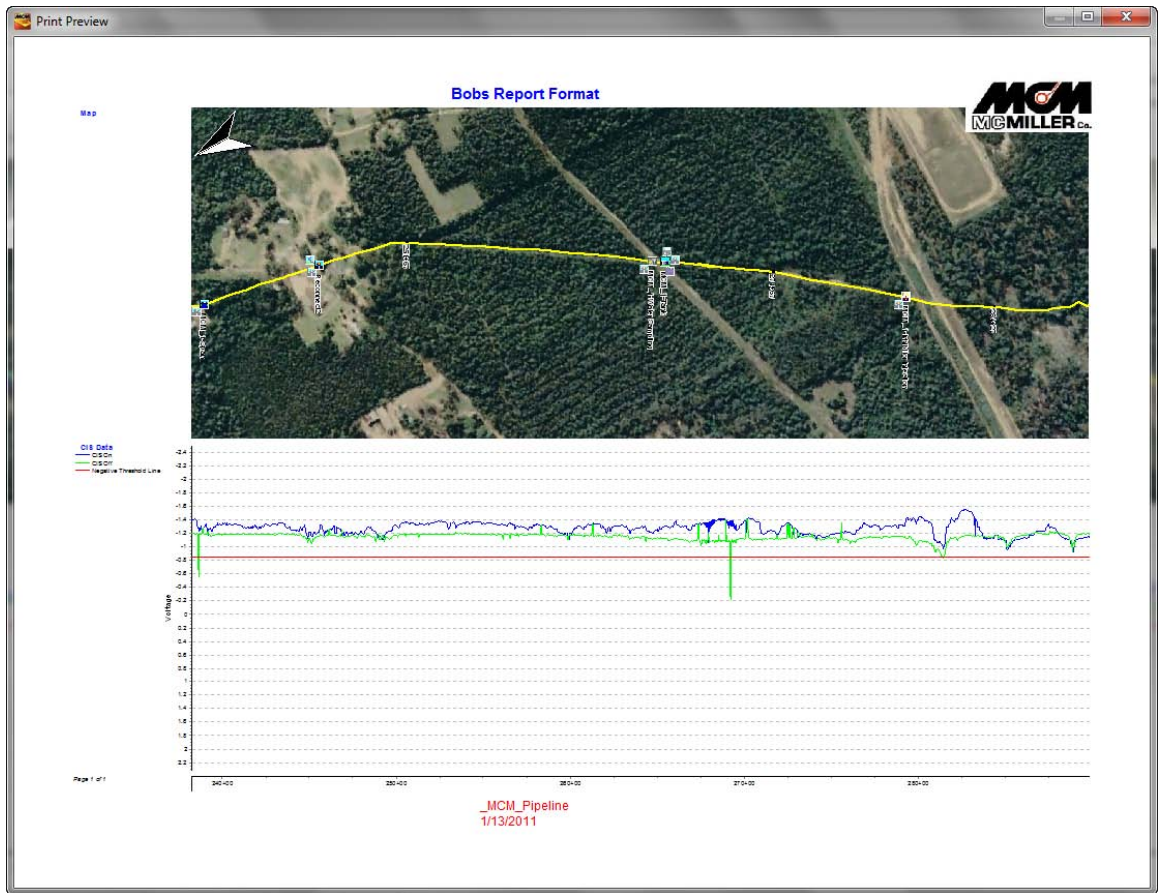 Print Preview
Bobs Report Format
MCM
MCMILLER Co.
Map
CIS Data
CISOn
CISOff
Negative Threshold Line
-2.4
-2.2
-2
-1.8
-1.6
-1.4
-1.2
-1
-0.8
-0.6
-0.4
-0.2
0
0.2
0.4
0.6
0.8
1
1.2
1.4
1.6
1.8
2
2.2
Voltage
Page 1 of 1
240+00
250+00
260+00
270+00
280+00
_MCM_Pipeline
1/13/2011